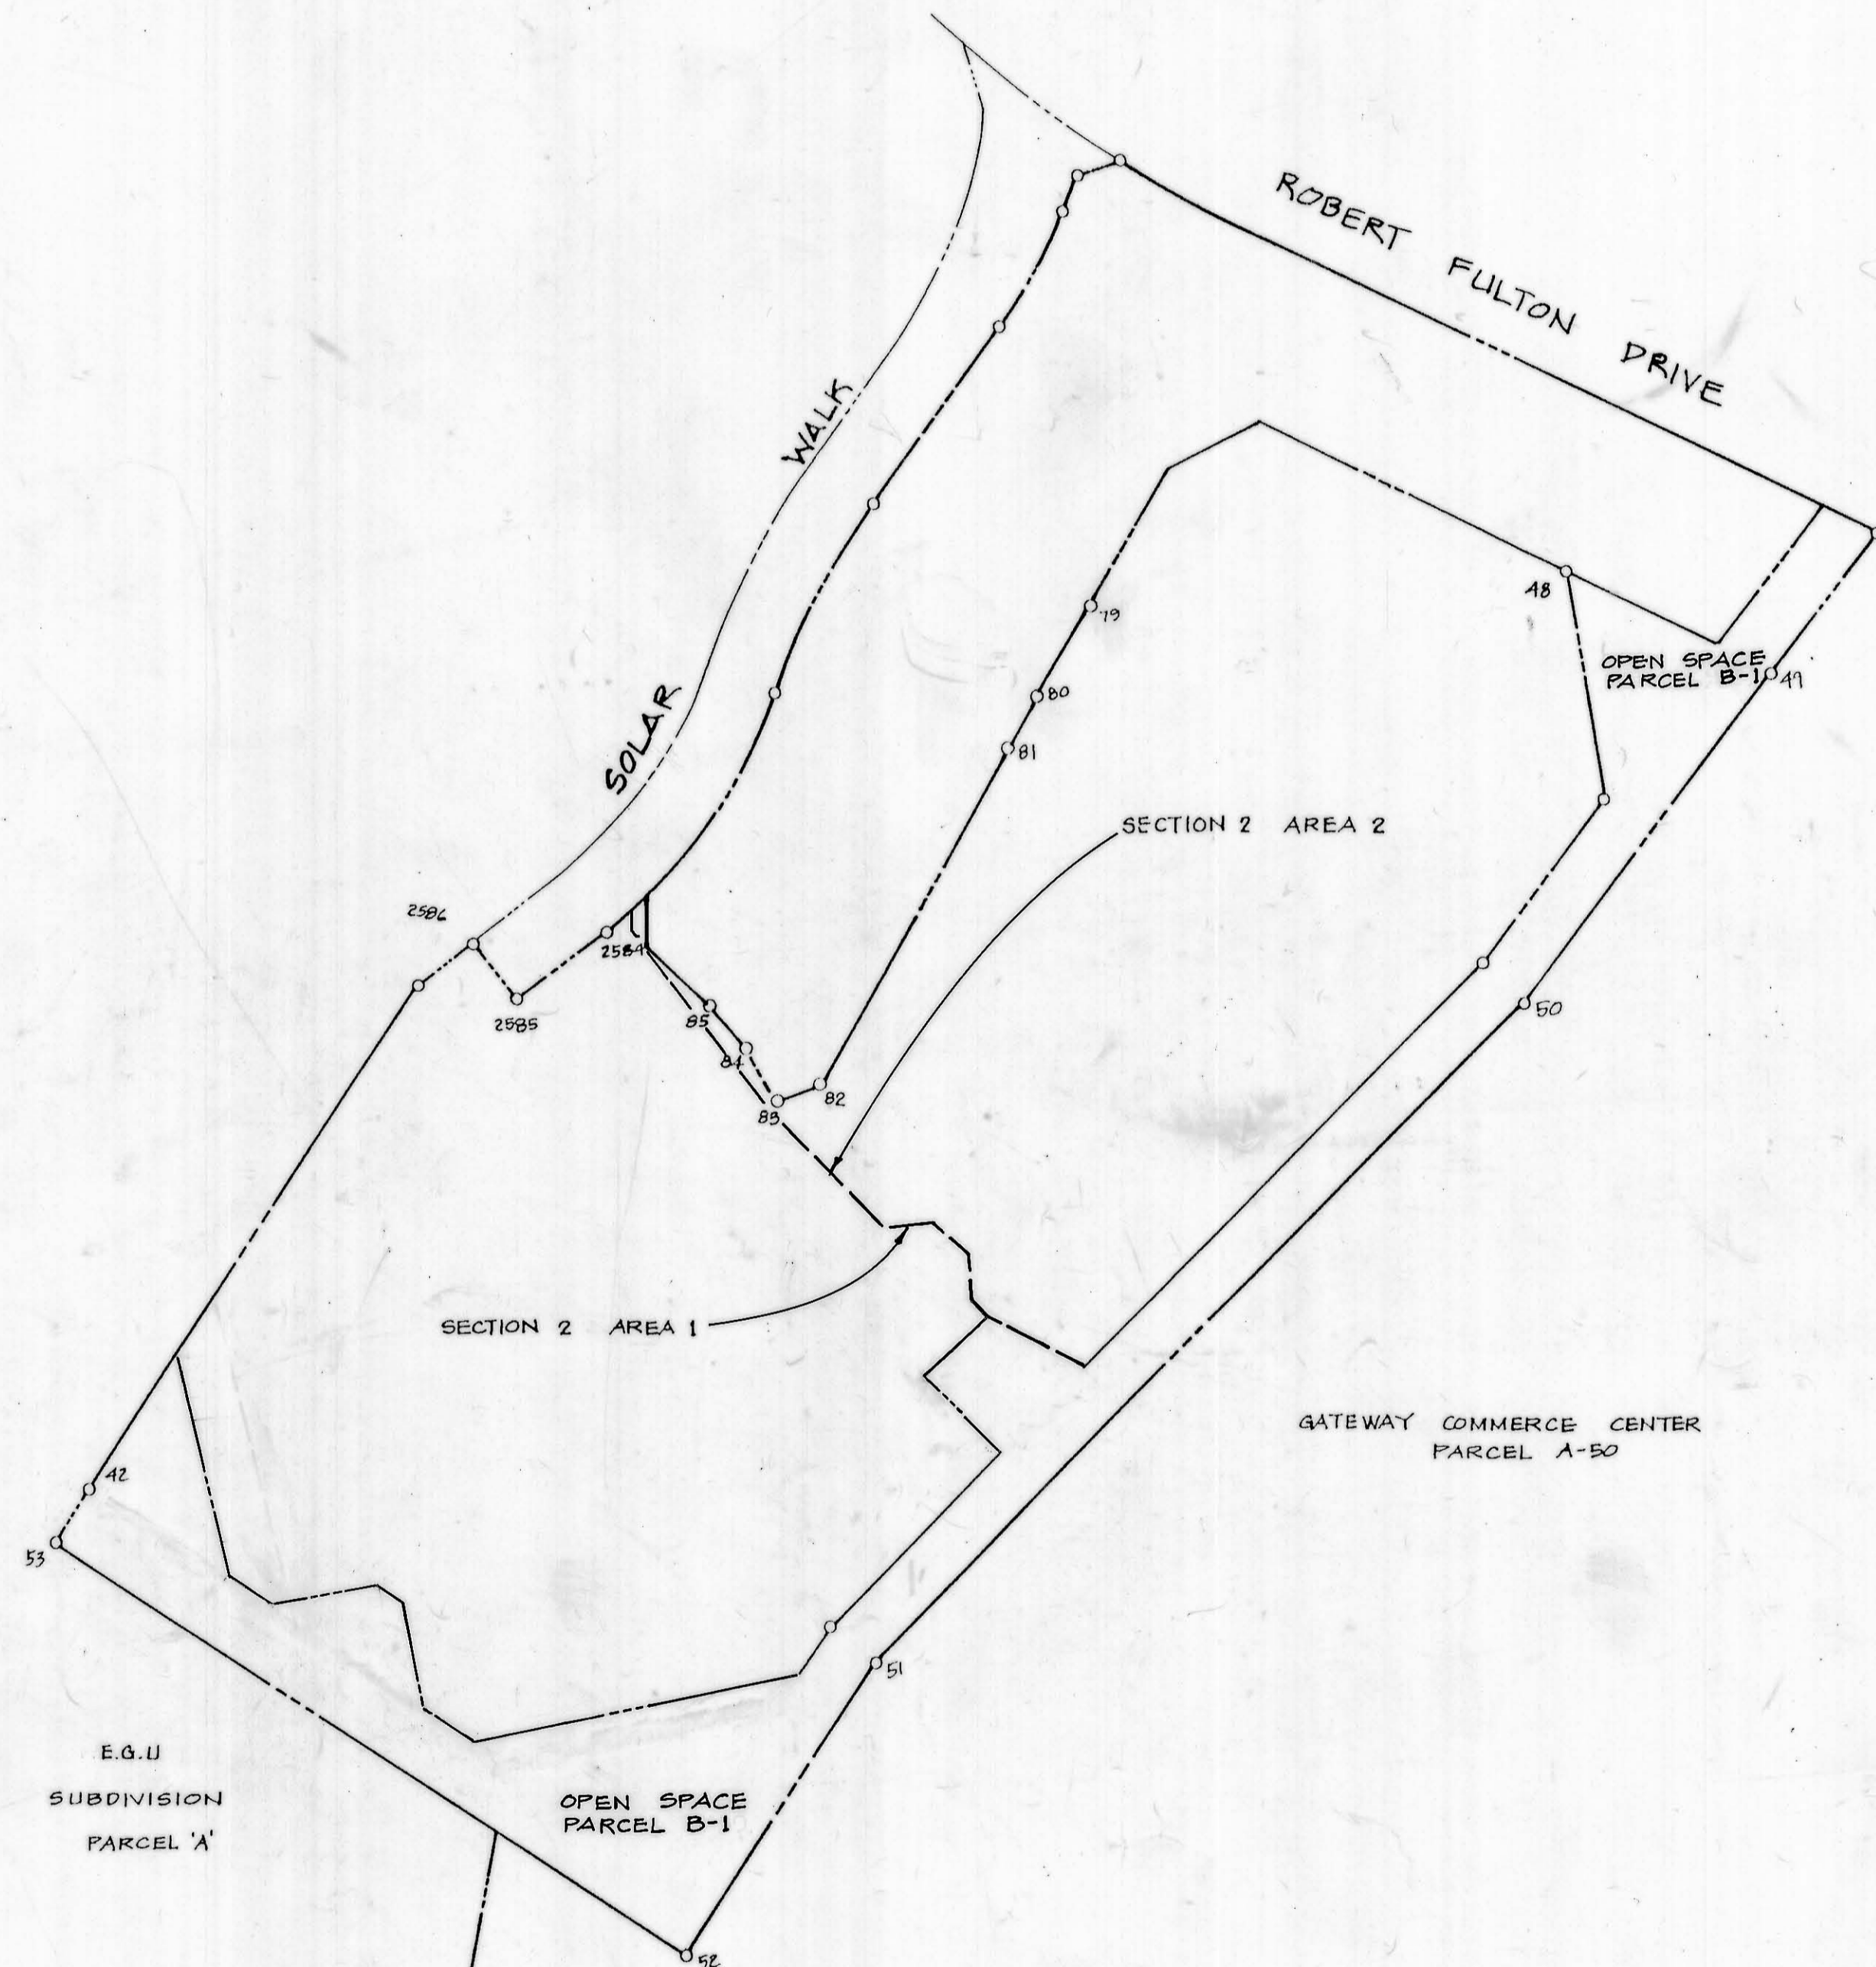 ROBERT FULTON DRIVE
SOLAR WALK
48
79
OPEN SPACE
PARCEL B-1
49
80
81
SECTION 2 AREA 2
2586
2584
50
85
2585
84
82
83
SECTION 2 AREA 1
GATEWAY COMMERCE CENTER
PARCEL A-50
42
53
51
E.G.U
SUBDIVISION
PARCEL 'A'
OPEN SPACE
PARCEL B-1
52